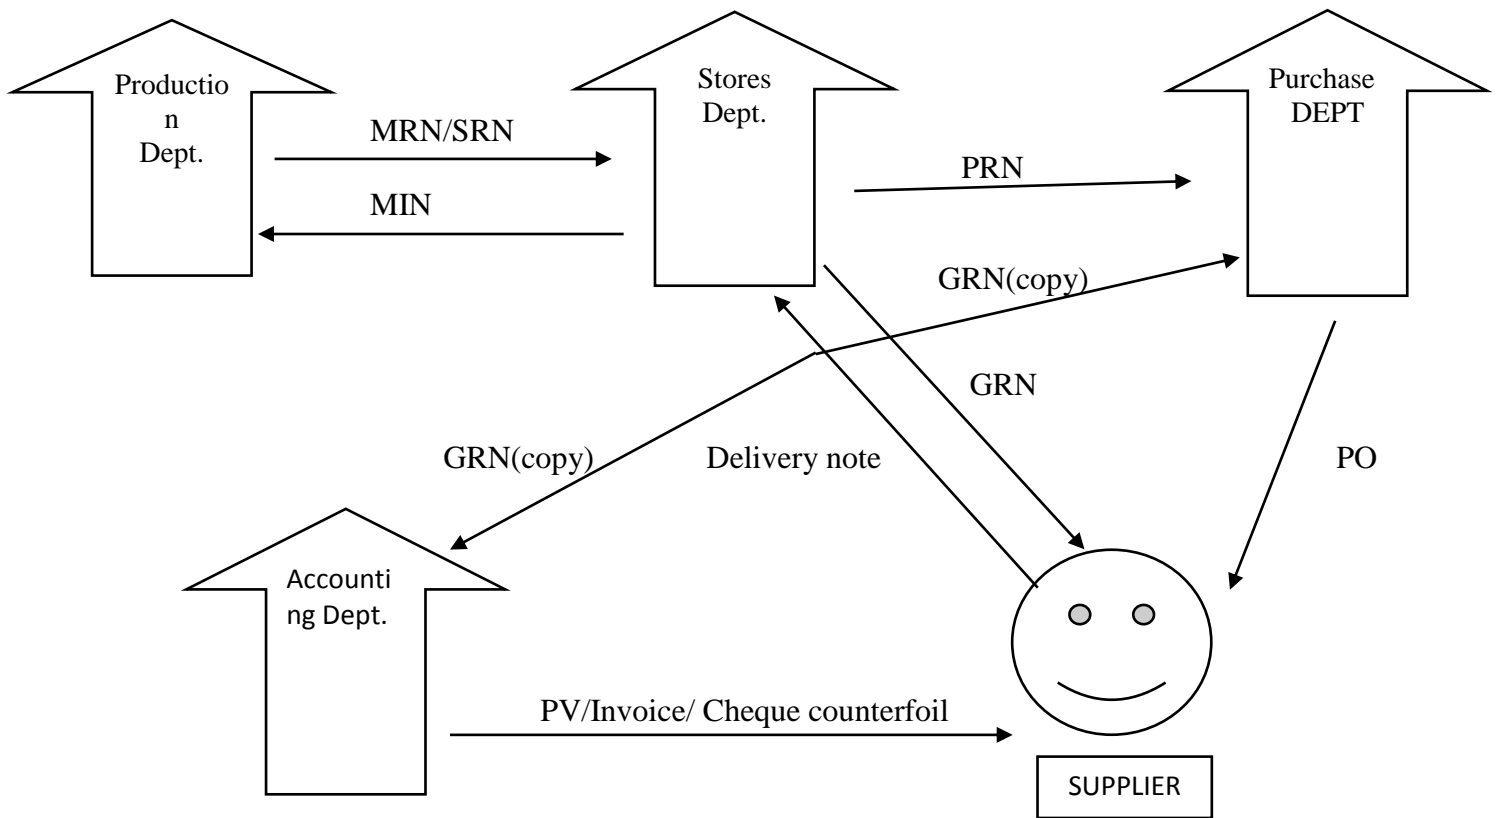 Productio
n
Dept.
Stores
Dept.
Purchase
DEPT
MRN/SRN
MIN
PRN
GRN(copy)
GRN
GRN(copy)
Delivery note
PO
Accounti
ng Dept.
PV/Invoice/ Cheque counterfoil
SUPPLIER